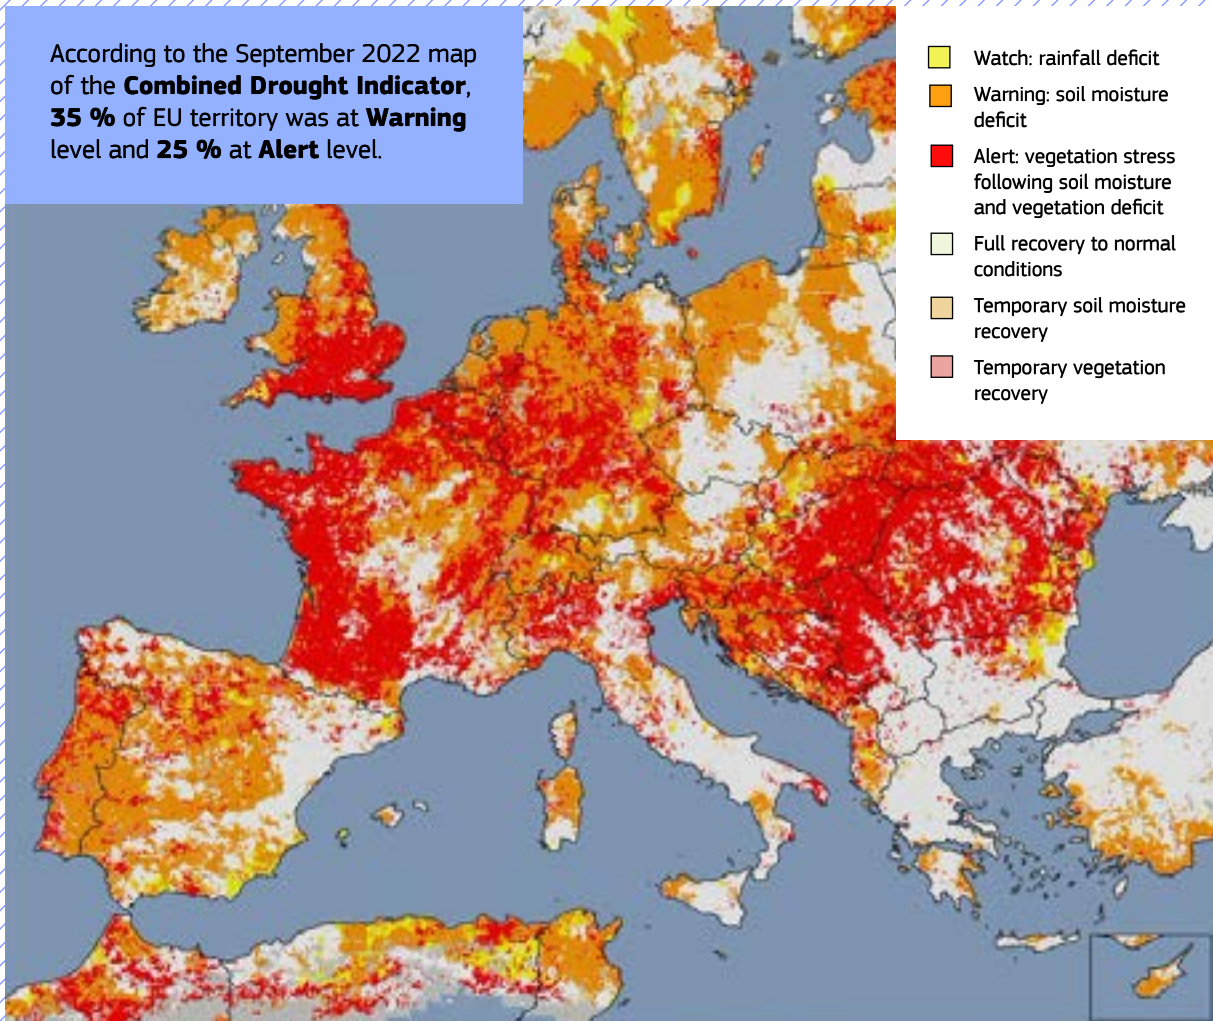 According to the September 2022 map
of the Combined Drought Indicator,
35 % of EU territory was at Warning
level and 25 % at Alert level.
Watch: rainfall deficit
Warning: soil moisture
deficit
Alert: vegetation stress
following soil moisture
and vegetation deficit
Full recovery to normal
conditions
Temporary soil moisture
recovery
Temporary vegetation
recovery